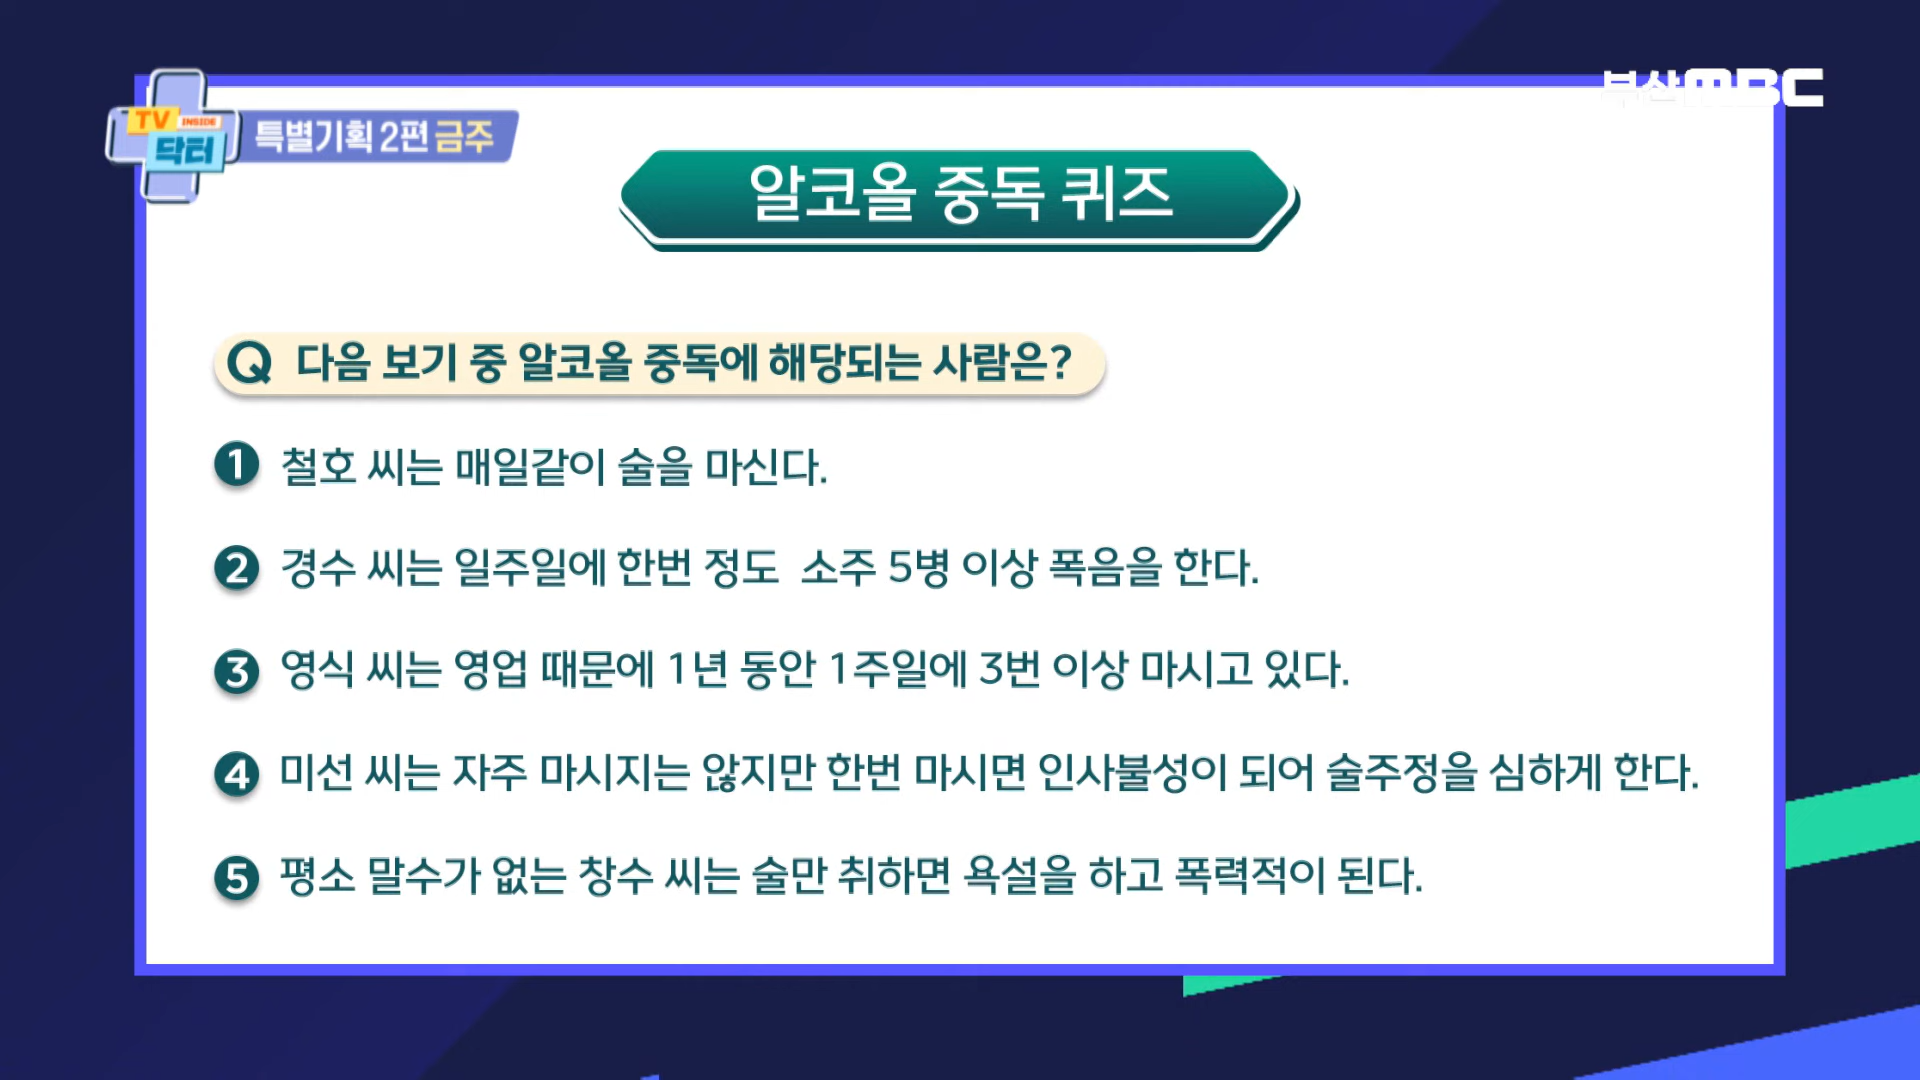 부산MBC
TV INSIDE 닥터
특별기획 2편 금주
알코올 중독 퀴즈
Q 다음 보기 중 알코올 중독에 해당되는 사람은?
1 철호 씨는 매일같이 술을 마신다.
2 경수 씨는 일주일에 한번 정도 소주 5병 이상 폭음을 한다.
3 영식 씨는 영업 때문에 1년 동안 1주일에 3번 이상 마시고 있다.
4 미선 씨는 자주 마시지는 않지만 한번 마시면 인사불성이 되어 술주정을 심하게 한다.
5 평소 말수가 없는 창수 씨는 술만 취하면 욕설을 하고 폭력적이 된다.